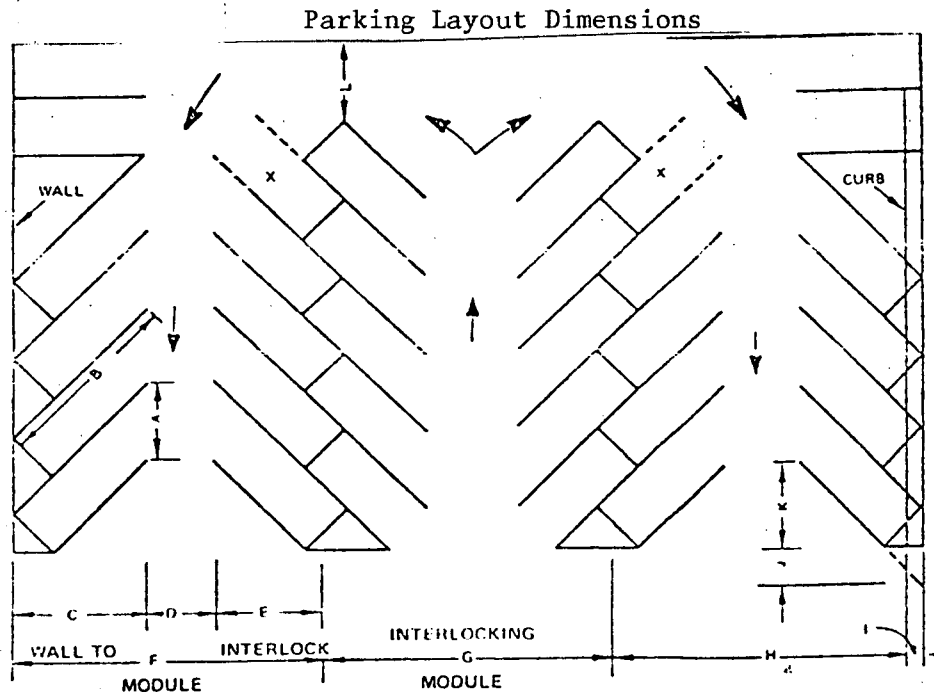 Parking Layout Dimensions
L
X
X
WALL
CURB
B
A
K
J
C
D
E
I
INTERLOCKING
WALL TO
INTERLOCK
F
G
H
MODULE
MODULE